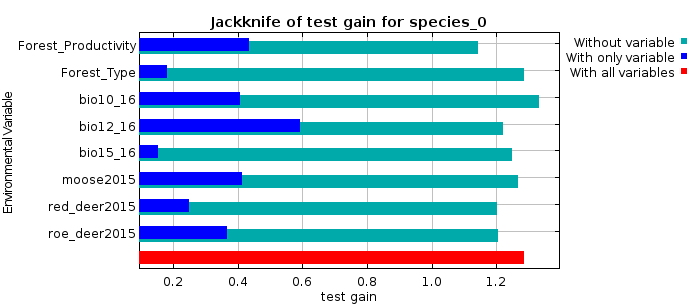 Jackknife of test gain for species_0
Without variable
With only variable
With all variables
Environmental Variable
Forest_Productivity
Forest_Type
bio10_16
bio12_16
bio15_16
moose2015
red_deer2015
roe_deer2015
0.2 0.4 0.6 0.8 1.0 1.2
test gain